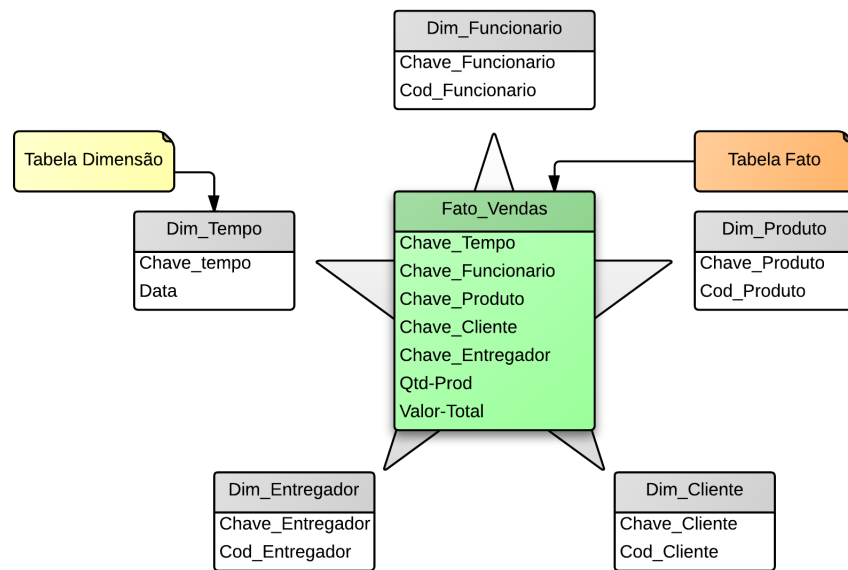 Dim_Funcionario
Chave_Funcionario
Cod_Funcionario
Tabela Dimensão
Tabela Fato
Dim_Tempo
Chave_tempo
Data
Fato_Vendas
Chave_Tempo
Chave_Funcionario
Chave_Produto
Chave_Cliente
Chave_Entregador
Qtd-Prod
Valor-Total
Dim_Produto
Chave_Produto
Cod_Produto
Dim_Entregador
Chave_Entregador
Cod_Entregador
Dim_Cliente
Chave_Cliente
Cod_Cliente